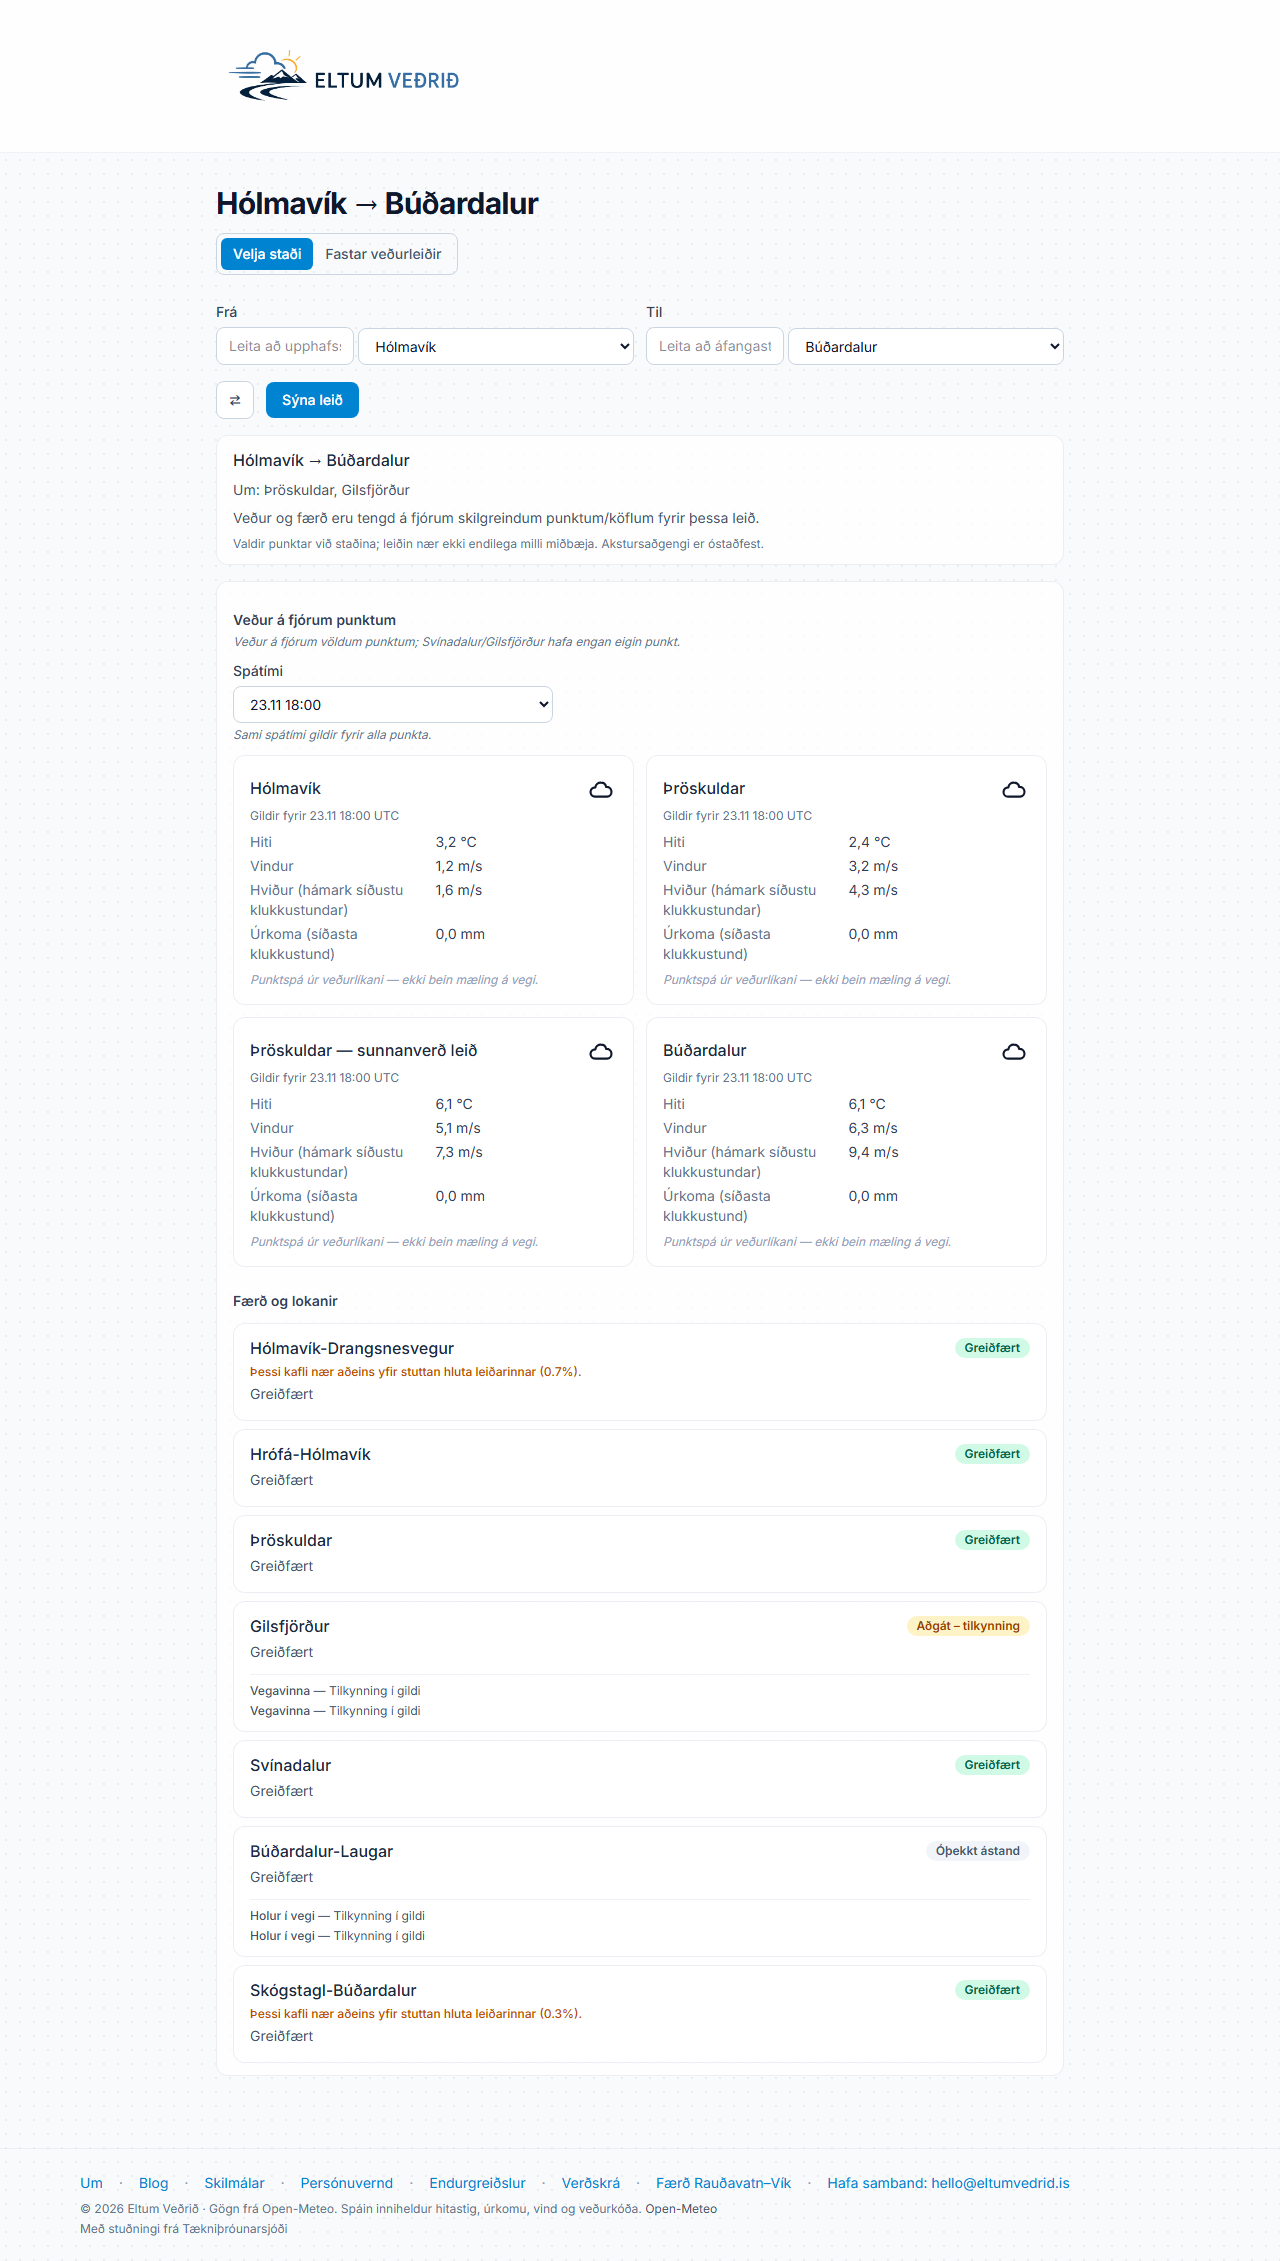 ELTUM VEÐRIÐ
Hólmavík → Búðardalur
Velja staði
Fastar veðurleiðir
Frá
Til
Leita að upphafs
Hólmavík
Leita að áfangast
Búðardalur
⇄
Sýna leið
Hólmavík → Búðardalur
Um: Þröskuldar, Gilsfjörður
Veður og færð eru tengd á fjórum skilgreindum punktum/köflum fyrir þessa leið.
Valdir punktar við staðina; leiðin nær ekki endilega milli miðbæja. Akstursaðgengi er óstaðfest.
Veður á fjórum punktum
Veður á fjórum völdum punktum; Svínadalur/Gilsfjörður hafa engan eigin punkt.
Spátími
23.11 18:00
Sami spátími gildir fyrir alla punkta.
Hólmavík
Gildir fyrir 23.11 18:00 UTC
Hiti 3,2 °C
Vindur 1,2 m/s
Hviður (hámark síðustu 1,6 m/s
klukkustundar)
Úrkoma (síðasta 0,0 mm
klukkustund)
Punktspá úr veðurlíkani — ekki bein mæling á vegi.
Þröskuldar
Gildir fyrir 23.11 18:00 UTC
Hiti 2,4 °C
Vindur 3,2 m/s
Hviður (hámark síðustu 4,3 m/s
klukkustundar)
Úrkoma (síðasta 0,0 mm
klukkustund)
Punktspá úr veðurlíkani — ekki bein mæling á vegi.
Þröskuldar — sunnanverð leið
Gildir fyrir 23.11 18:00 UTC
Hiti 6,1 °C
Vindur 5,1 m/s
Hviður (hámark síðustu 7,3 m/s
klukkustundar)
Úrkoma (síðasta 0,0 mm
klukkustund)
Punktspá úr veðurlíkani — ekki bein mæling á vegi.
Búðardalur
Gildir fyrir 23.11 18:00 UTC
Hiti 6,1 °C
Vindur 6,3 m/s
Hviður (hámark síðustu 9,4 m/s
klukkustundar)
Úrkoma (síðasta 0,0 mm
klukkustund)
Punktspá úr veðurlíkani — ekki bein mæling á vegi.
Færð og lokanir
Hólmavík-Drangsnesvegur Greiðfært
Þessi kafli nær aðeins yfir stuttan hluta leiðarinnar (0.7%).
Greiðfært
Hrófá-Hólmavík Greiðfært
Greiðfært
Þröskuldar Greiðfært
Greiðfært
Gilsfjörður Aðgát – tilkynning
Greiðfært
Vegavinna — Tilkynning í gildi
Vegavinna — Tilkynning í gildi
Svínadalur Greiðfært
Greiðfært
Búðardalur-Laugar Óþekkt ástand
Greiðfært
Holur í vegi — Tilkynning í gildi
Holur í vegi — Tilkynning í gildi
Skógstagl-Búðardalur Greiðfært
Þessi kafli nær aðeins yfir stuttan hluta leiðarinnar (0.3%).
Greiðfært
Um · Blog · Skilmálar · Persónuvernd · Endurgreiðslur · Verðskrá · Færð Rauðavatn–Vík · Hafa samband: hello@eltumvedrid.is
© 2026 Eltum Veðrið · Gögn frá Open-Meteo. Spáin inniheldur hitastig, úrkomu, vind og veðurkóða. Open-Meteo
Með stuðningi frá Tækniþróunarsjóði